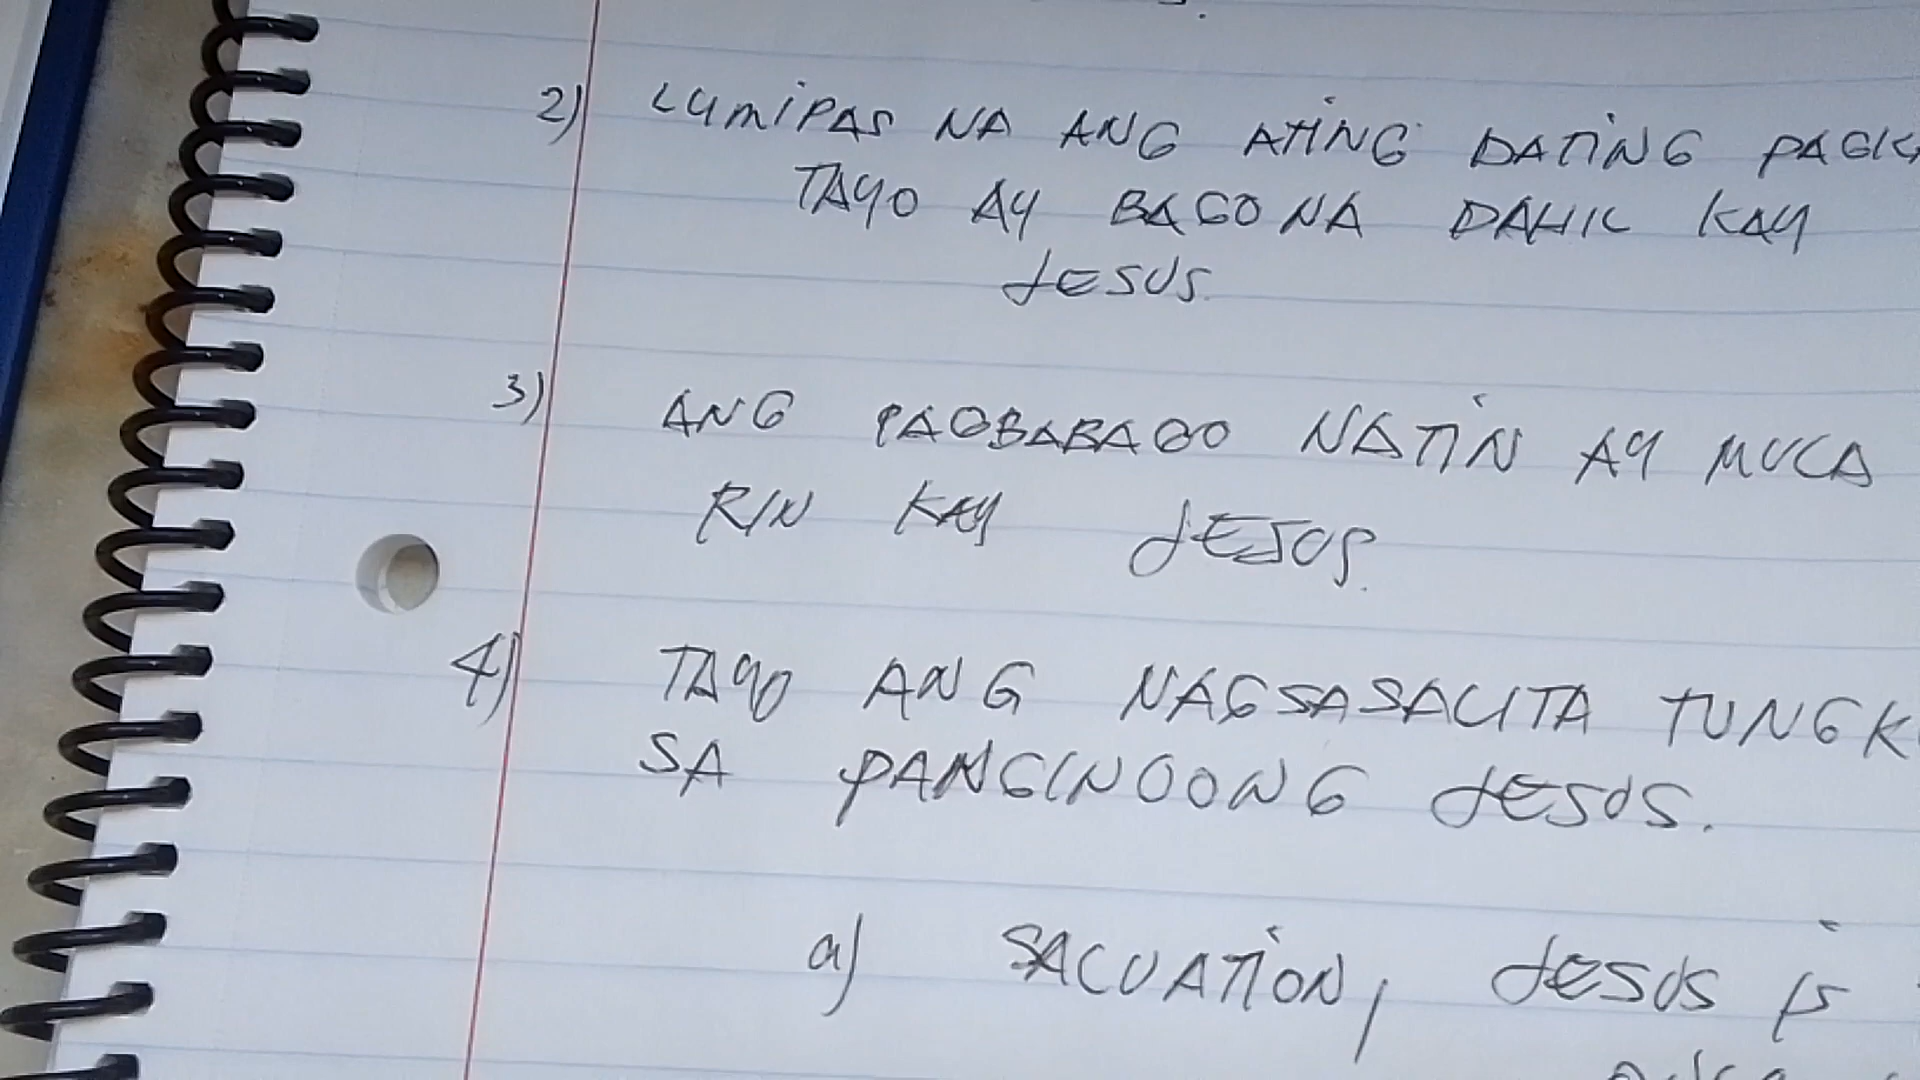 2) LUMIPAS NA ANG ATING DATING
TAYO AY BAGO NA DAHIL KAY
JESUS.
3) ANG PAGBABAGO NATIN AY MULA
RIN KAY JESUS.
4) TAYO ANG NAGSASALITA TUNGK
SA PANGINOONG JESUS.
a) SALVATION, JESUS is